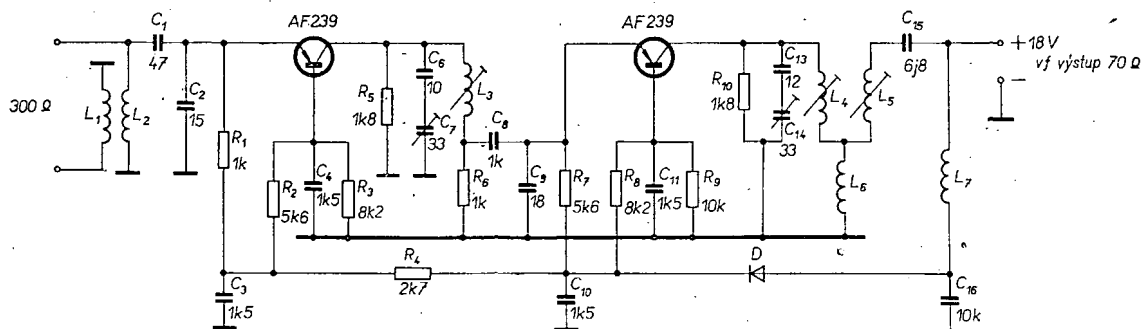 AF239
AF239
C1
47
C2
15
300 Ω
L1
L2
R1
1k
R2
5k6
C4
1k5
R3
8k2
R5
1k8
C6
10
C7
33
L3
C8
1k
R6
1k
C9
18
R7
5k6
R8
8k2
C11
1k5
R9
10k
R10
1k8
C13
12
C14
33
L4
L5
L6
C15
6j8
L7
+18V
vf výstup 70 Ω
−
C3
1k5
R4
2k7
C10
1k5
D
C16
10k